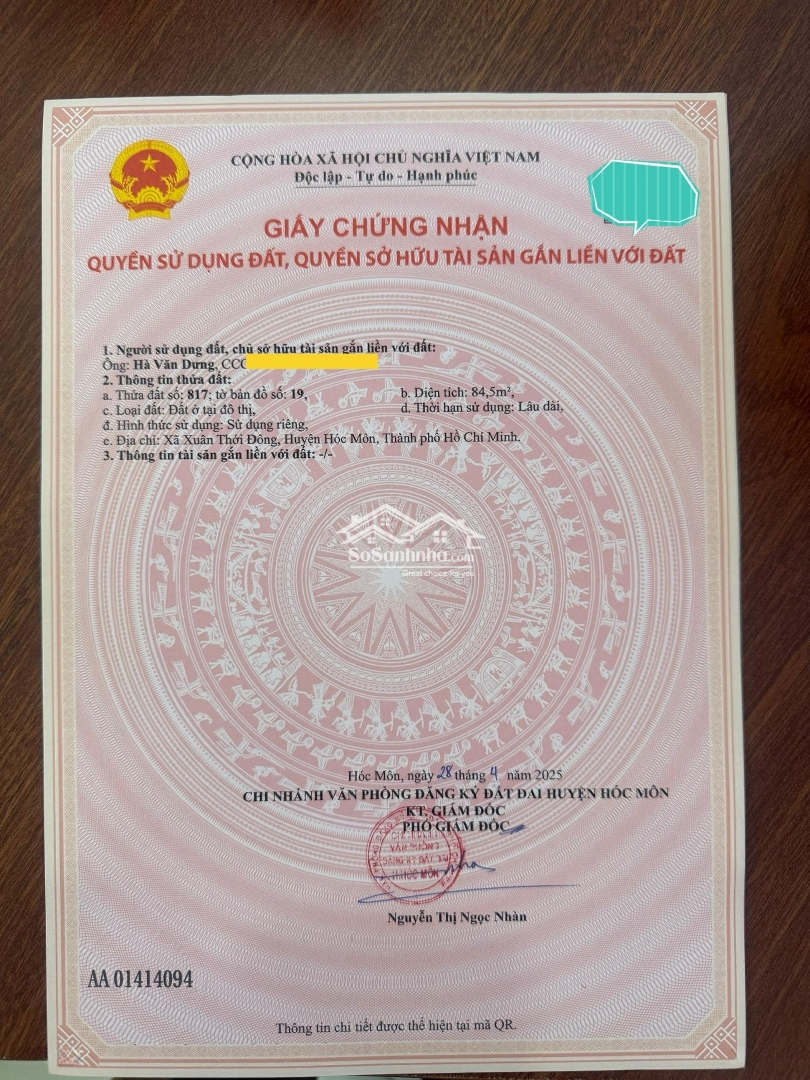 CỘNG HÒA XÃ HỘI CHỦ NGHĨA VIỆT NAM
Độc lập - Tự do - Hạnh phúc
GIẤY CHỨNG NHẬN
QUYỀN SỬ DỤNG ĐẤT, QUYỀN SỞ HỮU TÀI SẢN GẮN LIỀN VỚI ĐẤT
1. Người sử dụng đất, chủ sở hữu tài sản gắn liền với đất:
Ông: Hà Văn Dưng, CCC
2. Thông tin thửa đất:
a. Thửa đất số: 817; tờ bản đồ số: 19, b. Diện tích: 84,5m²,
c. Loại đất: Đất ở tại đô thị, d. Thời hạn sử dụng: Lâu dài,
đ. Hình thức sử dụng: Sử dụng riêng,
e. Địa chỉ: Xã Xuân Thới Đông, Huyện Hóc Môn, Thành phố Hồ Chí Minh.
3. Thông tin tài sản gắn liền với đất: -/-
SoSanhnha.com
Great choice for you
Hóc Môn, ngày 28 tháng 4 năm 2025
CHI NHÁNH VĂN PHÒNG ĐĂNG KÝ ĐẤT ĐAI HUYỆN HÓC MÔN
KT. GIÁM ĐỐC
PHÓ GIÁM ĐỐC
Nguyễn Thị Ngọc Nhàn
AA 01414094
Thông tin chi tiết được thể hiện tại mã QR.